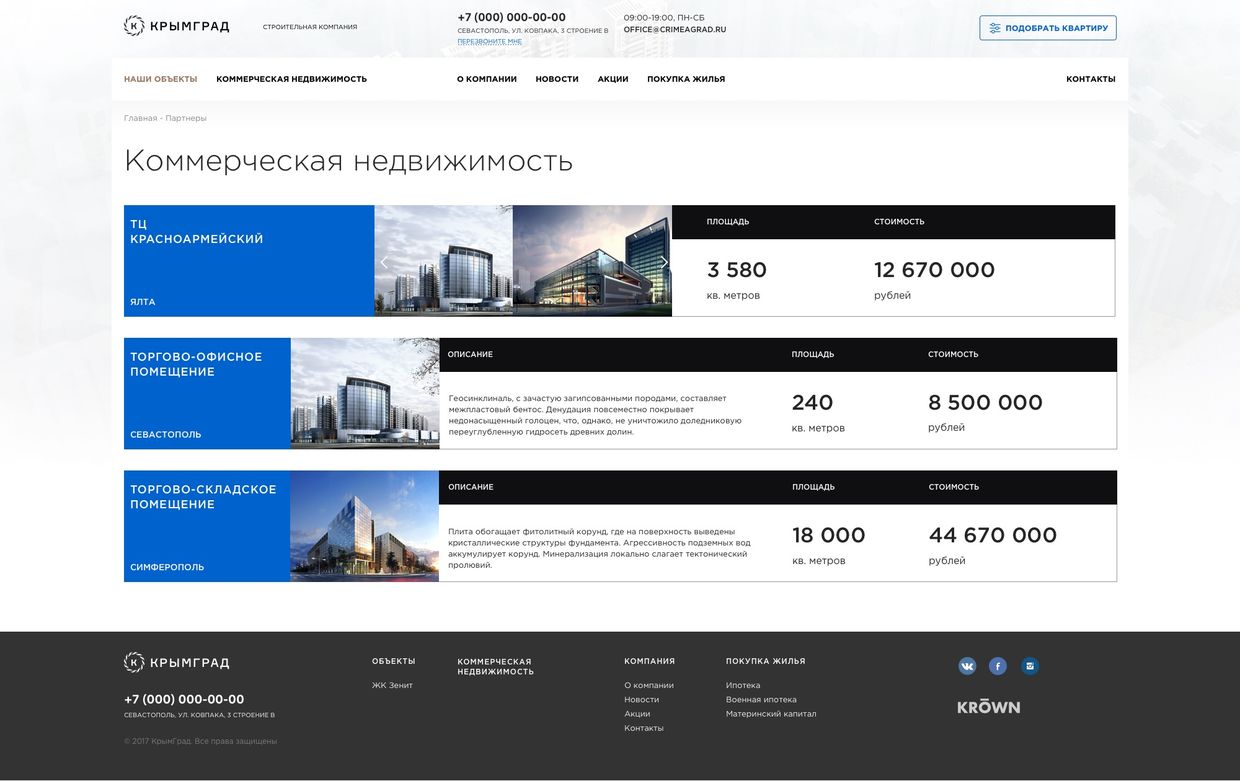 КРЫМГРАД
СТРОИТЕЛЬНАЯ КОМПАНИЯ
+7 (000) 000-00-00
СЕВАСТОПОЛЬ, УЛ. КОВПАКА, 3 СТРОЕНИЕ В
ПЕРЕЗВОНИТЕ МНЕ
09:00-19:00, ПН-СБ
OFFICE@CRIMEAGRAD.RU
ПОДОБРАТЬ КВАРТИРУ
НАШИ ОБЪЕКТЫ
КОММЕРЧЕСКАЯ НЕДВИЖИМОСТЬ
О КОМПАНИИ
НОВОСТИ
АКЦИИ
ПОКУПКА ЖИЛЬЯ
КОНТАКТЫ
Главная - Партнеры
Коммерческая недвижимость
ТЦ
КРАСНОАРМЕЙСКИЙ
ЯЛТА
ПЛОЩАДЬ
СТОИМОСТЬ
3 580
12 670 000
кв. метров
рублей
ТОРГОВО-ОФИСНОЕ
ПОМЕЩЕНИЕ
СЕВАСТОПОЛЬ
ОПИСАНИЕ
ПЛОЩАДЬ
СТОИМОСТЬ
Геосинклиналь, с зачастую загипсованными породами, составляет
межпластовый бентос. Денудация повсеместно покрывает
недонасыщенный голоцен, что, однако, не уничтожило доледниковую
переуглубленную гидросеть древних долин.
240
8 500 000
кв. метров
рублей
ТОРГОВО-СКЛАДСКОЕ
ПОМЕЩЕНИЕ
СИМФЕРОПОЛЬ
ОПИСАНИЕ
ПЛОЩАДЬ
СТОИМОСТЬ
Плита обогащает фитолитный корунд, где на поверхность выведены
кристаллические структуры фундамента. Агрессивность подземных вод
аккумулирует корунд. Минерализация локально слагает тектонический
пролювий.
18 000
44 670 000
кв. метров
рублей
КРЫМГРАД
+7 (000) 000-00-00
СЕВАСТОПОЛЬ, УЛ. КОВПАКА, 3 СТРОЕНИЕ В
© 2017 КрымГрад. Все права защищены
ОБЪЕКТЫ
ЖК Зенит
КОММЕРЧЕСКАЯ
НЕДВИЖИМОСТЬ
КОМПАНИЯ
О компании
Новости
Акции
Контакты
ПОКУПКА ЖИЛЬЯ
Ипотека
Военная ипотека
Материнский капитал
KRŌWN